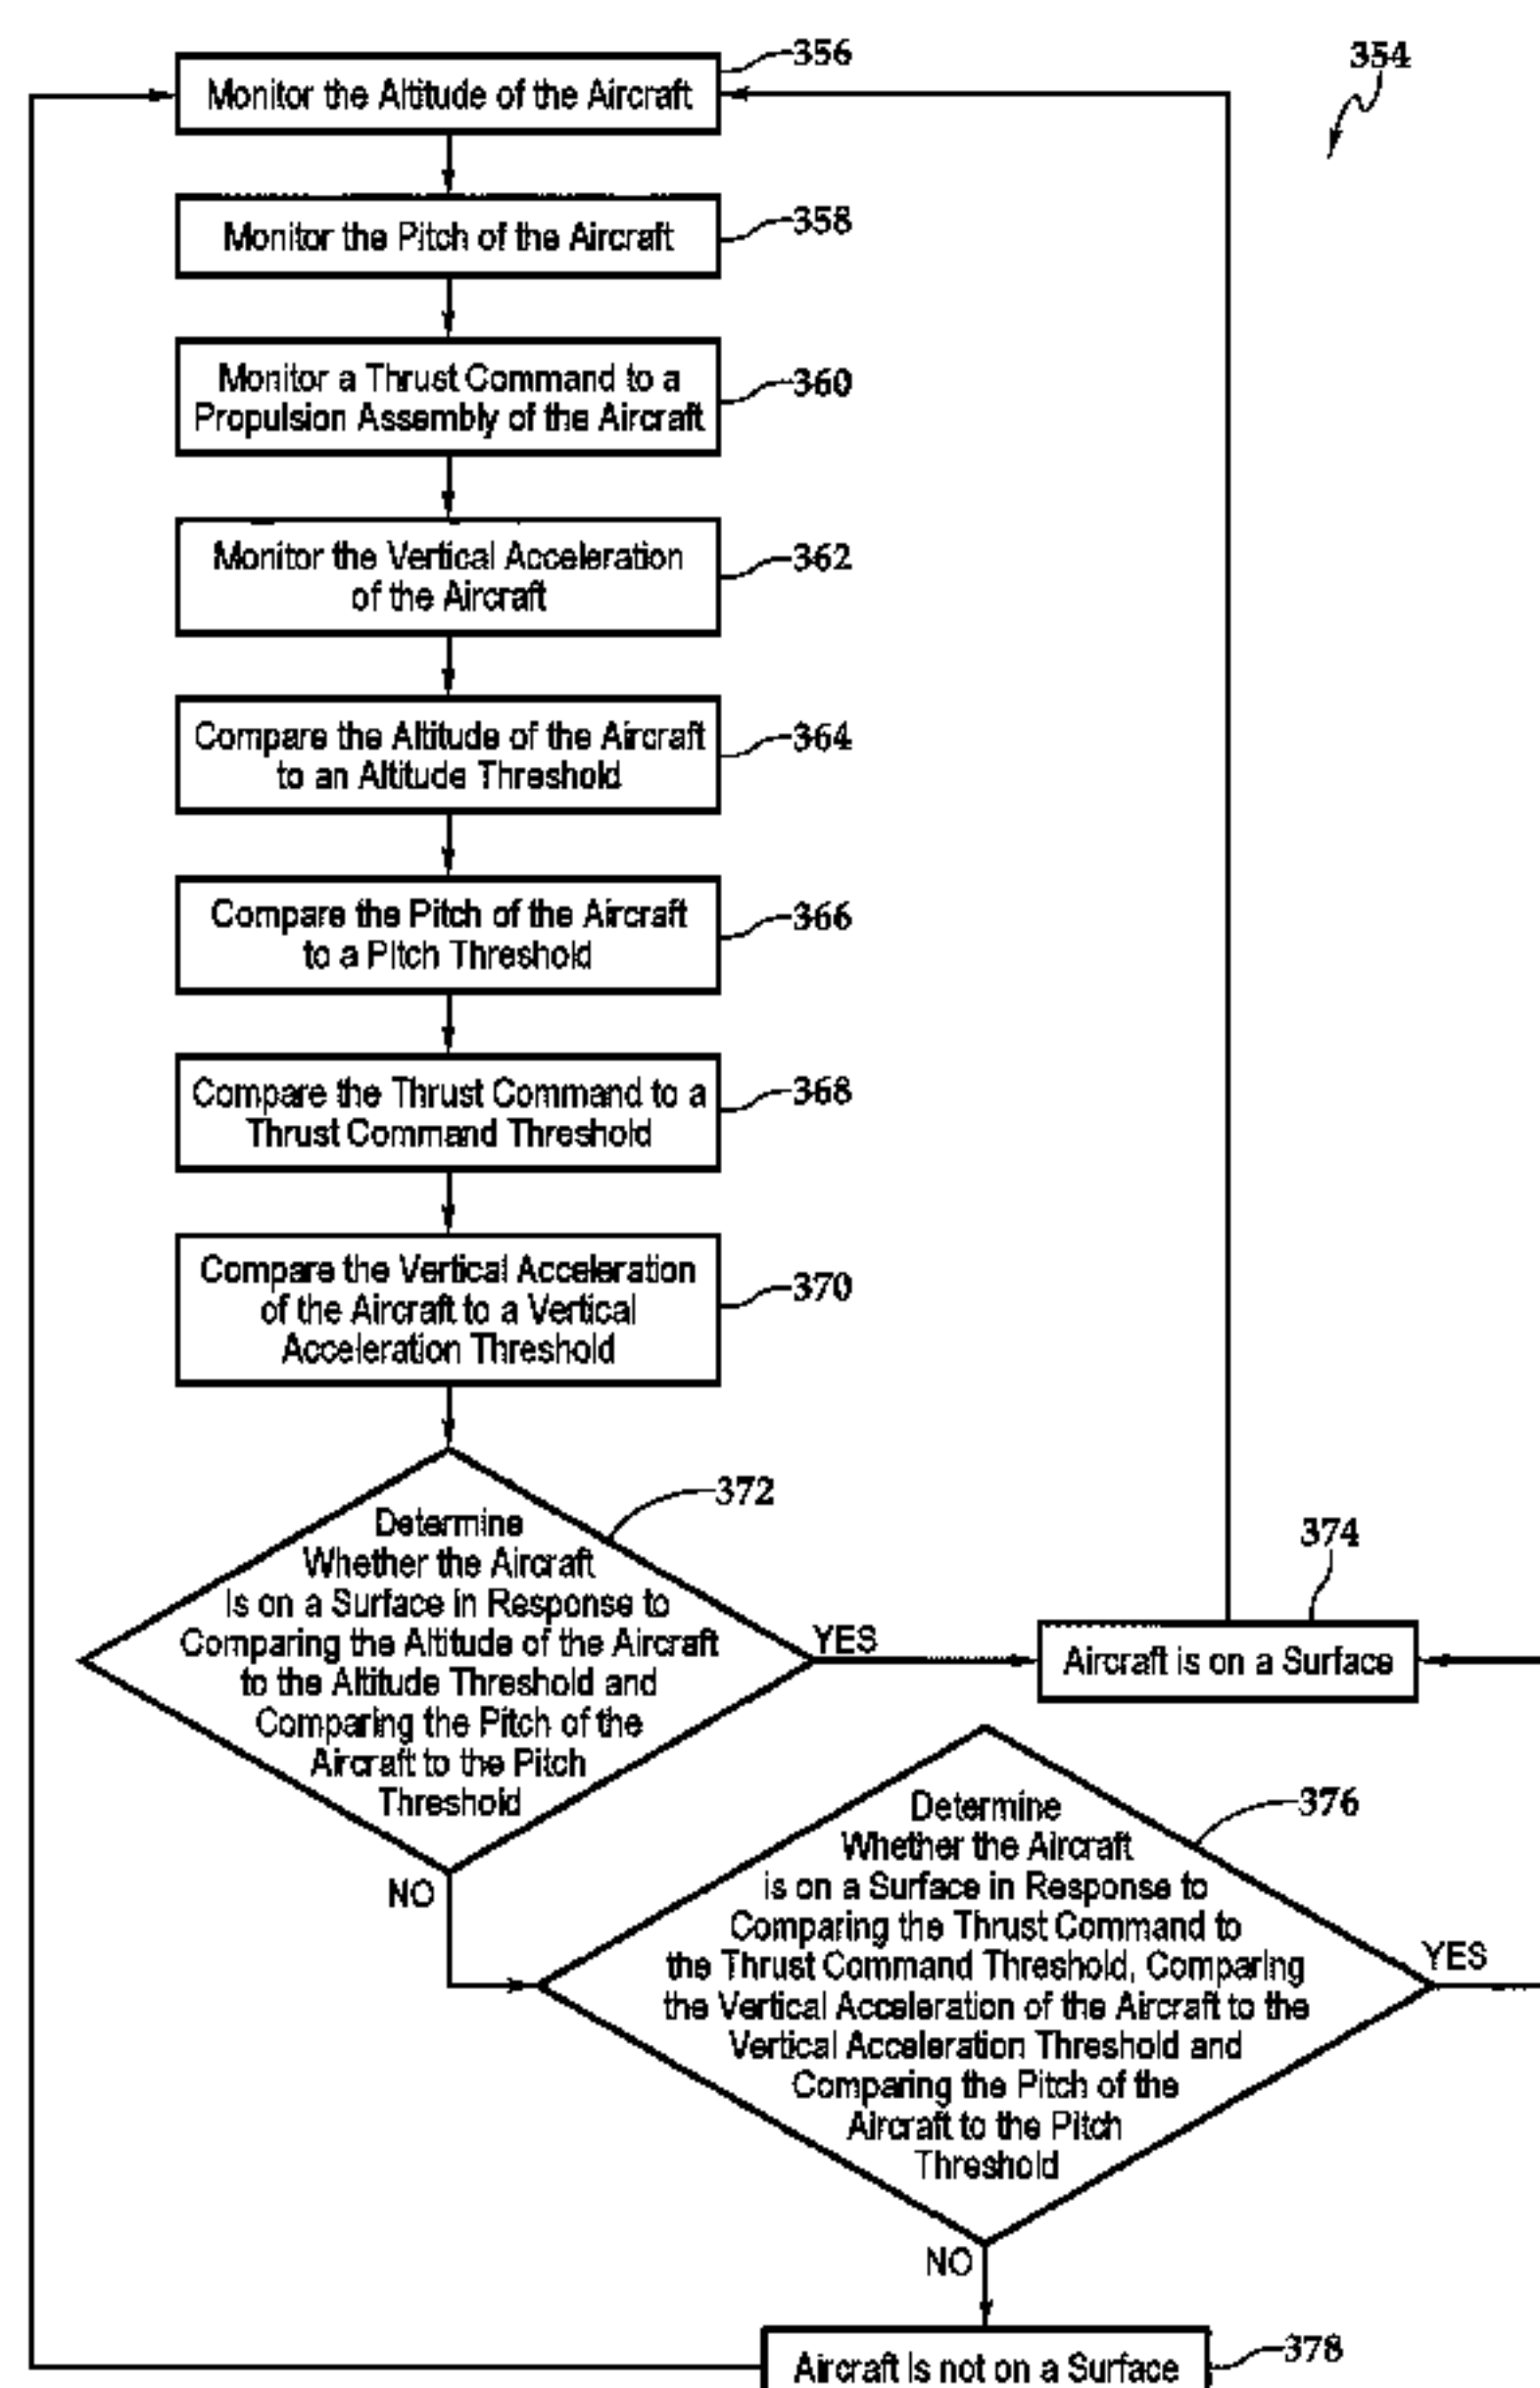 356
354
Monitor the Altitude of the Aircraft
358
Monitor the Pitch of the Aircraft
360
Monitor a Thrust Command to a
Propulsion Assembly of the Aircraft
362
Monitor the Vertical Acceleration
of the Aircraft
364
Compare the Altitude of the Aircraft
to an Altitude Threshold
366
Compare the Pitch of the Aircraft
to a Pitch Threshold
368
Compare the Thrust Command to a
Thrust Command Threshold
370
Compare the Vertical Acceleration
of the Aircraft to a Vertical
Acceleration Threshold
372
Determine
Whether the Aircraft
is on a Surface in Response to
Comparing the Altitude of the Aircraft
to the Altitude Threshold and
Comparing the Pitch of the
Aircraft to the Pitch
Threshold
YES
NO
374
Aircraft is on a Surface
376
Determine
Whether the Aircraft
is on a Surface in Response to
Comparing the Thrust Command to
the Thrust Command Threshold, Comparing
the Vertical Acceleration of the Aircraft to the
Vertical Acceleration Threshold and
Comparing the Pitch of the
Aircraft to the Pitch
Threshold
YES
NO
378
Aircraft is not on a Surface